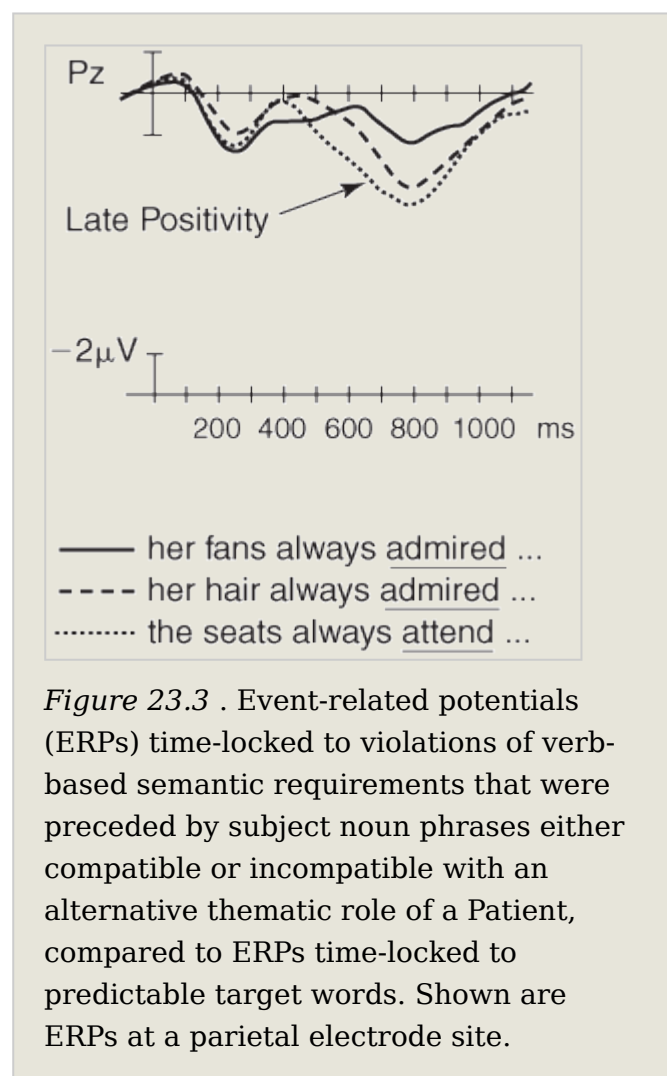 Pz
Late Positivity
−2μV
200 400 600 800 1000 ms
her fans always admired ...
her hair always admired ...
the seats always attend ...
Figure 23.3 . Event-related potentials
(ERPs) time-locked to violations of verb-
based semantic requirements that were
preceded by subject noun phrases either
compatible or incompatible with an
alternative thematic role of a Patient,
compared to ERPs time-locked to
predictable target words. Shown are
ERPs at a parietal electrode site.